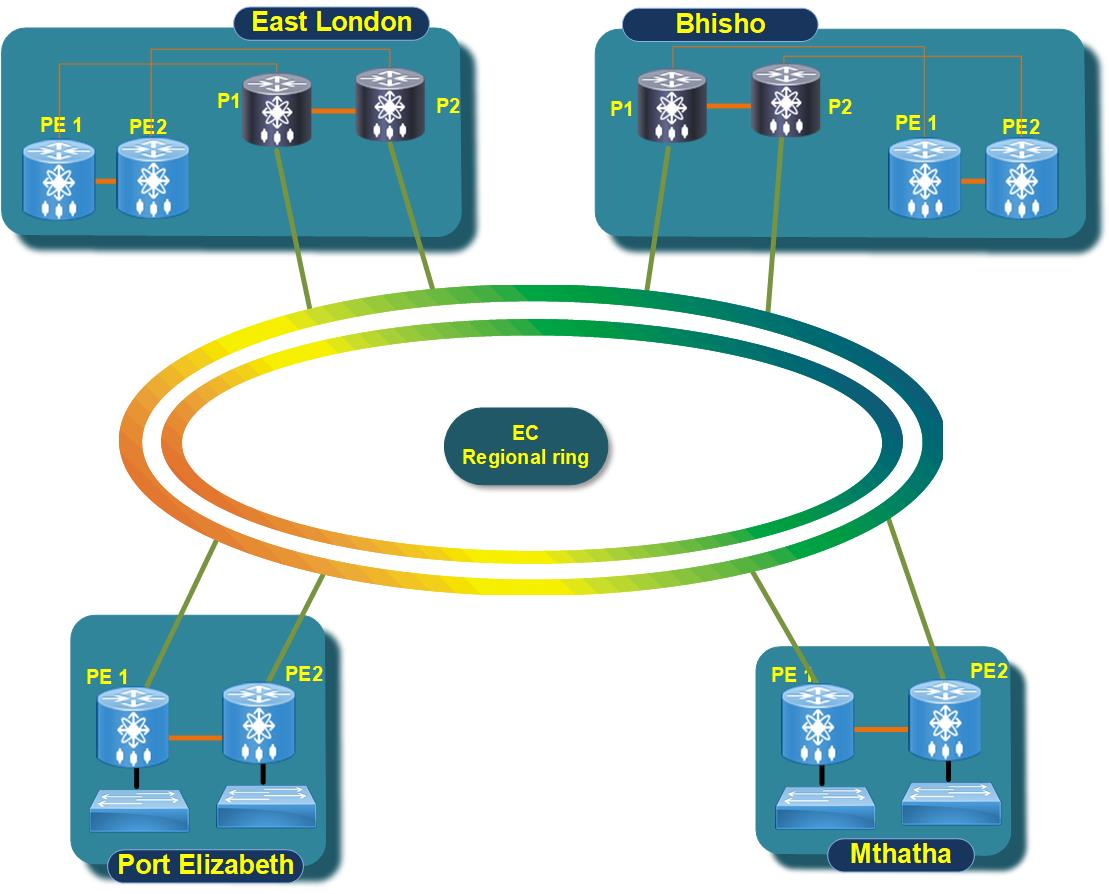 East London
P1
P2
PE 1
PE2
Bhisho
P1
P2
PE 1
PE2
EC
Regional ring
PE 1
PE2
Port Elizabeth
PE 1
PE2
Mthatha